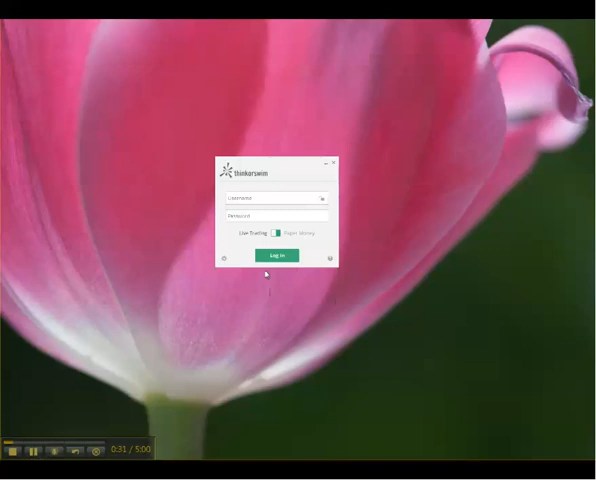 thinkorswim
Username
Password
Live Trading Paper Money
Log in
0:31 / 5:00